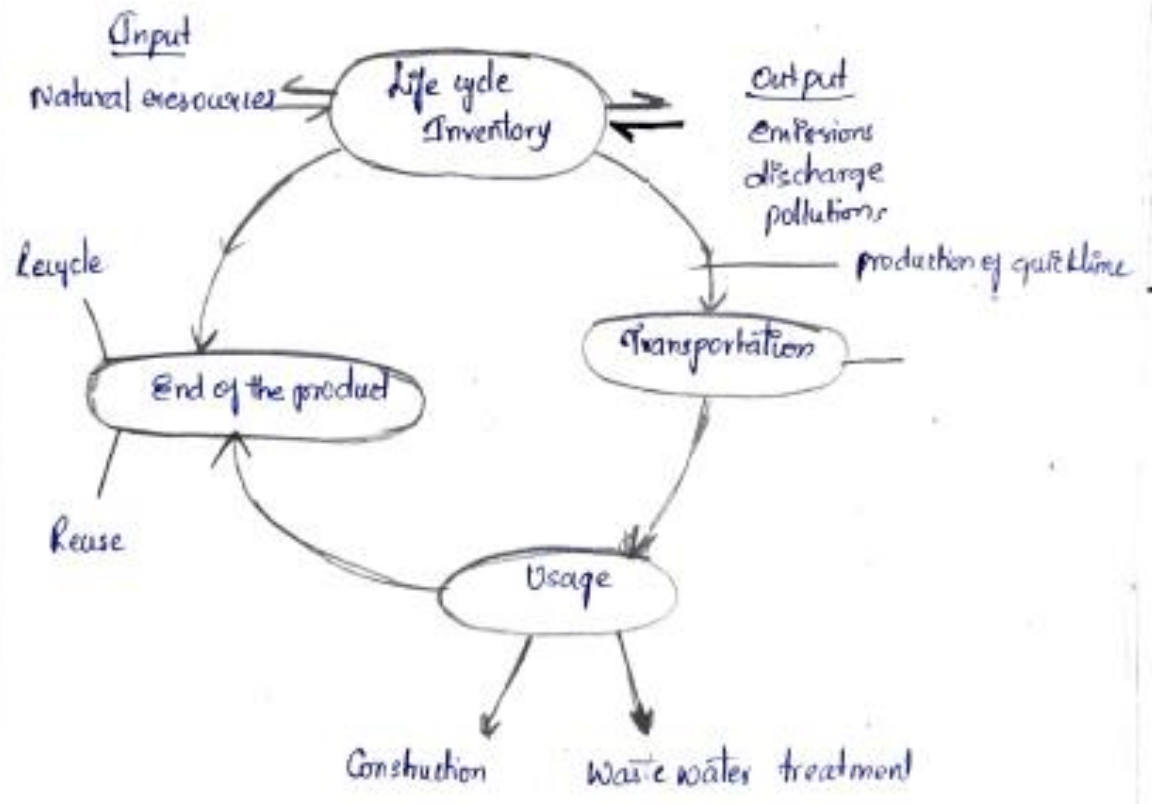 Input
Natural resources
Life cycle
Inventory
Output
emissions
discharge
pollutions
production of quicklime
Recycle
Transportation
End of the product
Reuse
Usage
Construction
Waste water treatment